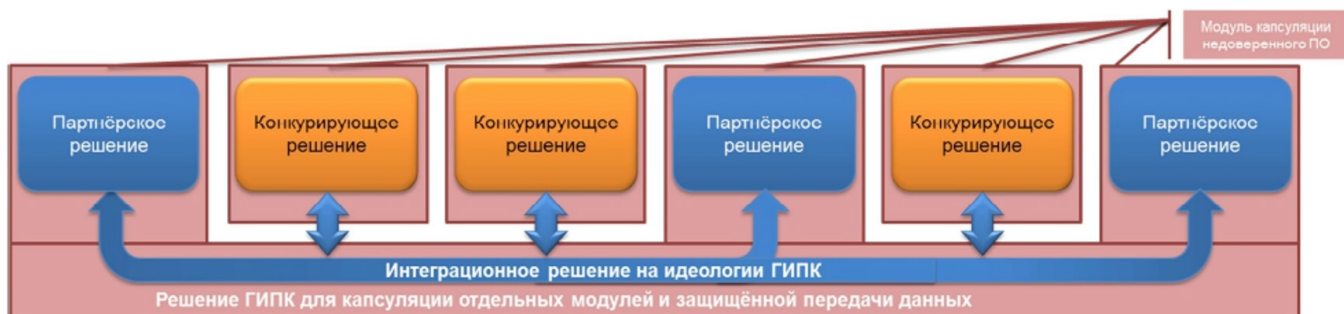 Модуль капсуляции
недоверенного ПО
Партнёрское
решение
Конкурирующее
решение
Конкурирующее
решение
Партнёрское
решение
Конкурирующее
решение
Партнёрское
решение
Интеграционное решение на идеологии ГИПК
Решение ГИПК для капсуляции отдельных модулей и защищённой передачи данных